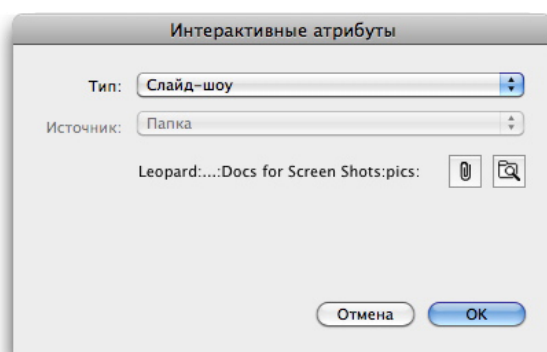 Интерактивные атрибуты
Тип: Слайд-шоу
Источник: Папка
Leopard:...:Docs for Screen Shots:pics:
Отмена OK